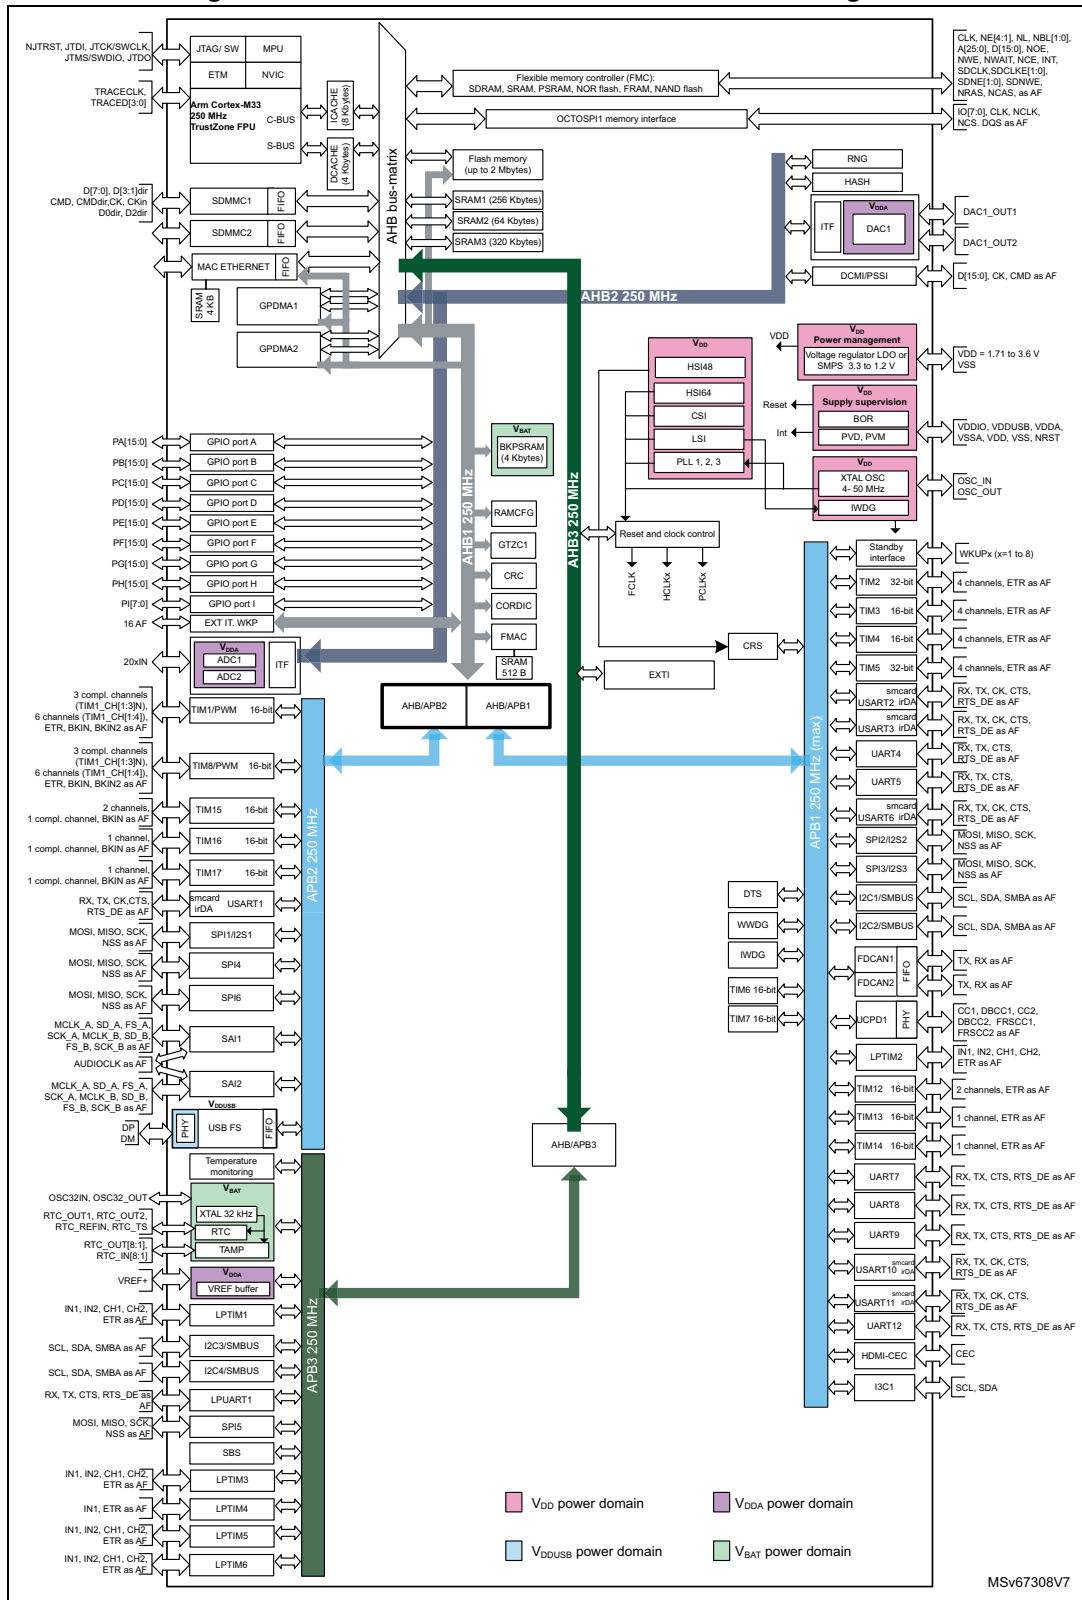 NJTRST, JTDI, JTCK/SWCLK,
JTMS/SWDIO, JTDO
TRACECLK,
TRACED[3:0]
JTAG/ SW
MPU
ETM
NVIC
Arm Cortex-M33
250 MHz
TrustZone FPU
C-BUS
S-BUS
ICACHE
(8 Kbytes)
DCACHE
(4 Kbytes)
AHB bus-matrix
Flexible memory controller (FMC):
SDRAM, SRAM, PSRAM, NOR flash, FRAM, NAND flash
OCTOSPI1 memory interface
CLK, NE[4:1], NL, NBL[1:0],
A[25:0], D[15:0], NOE,
NWE, NWAIT, NCE, INT,
SDCLK,SDCLKE[1:0],
SDNE[1:0], SDNWE,
NRAS, NCAS, as AF
IO[7:0], CLK, NCLK,
NCS. DQS as AF
Flash memory
(up to 2 Mbytes)
SRAM1 (256 Kbytes)
SRAM2 (64 Kbytes)
SRAM3 (320 Kbytes)
RNG
HASH
ITF
VDDA
DAC1
DAC1_OUT1
DAC1_OUT2
DCMI/PSSI
D[15:0], CK, CMD as AF
D[7:0], D[3:1]dir
CMD, CMDdir,CK, CKin
D0dir, D2dir
SDMMC1
FIFO
SDMMC2
FIFO
MAC ETHERNET
FIFO
SRAM
4 KB
GPDMA1
GPDMA2
AHB2 250 MHz
VDD
HSI48
HSI64
CSI
LSI
PLL 1, 2, 3
VDD
VDD
Power management
Voltage regulator LDO or
SMPS 3.3 to 1.2 V
VDD = 1.71 to 3.6 V
VSS
VDD
Supply supervision
BOR
PVD, PVM
Reset
Int
VDDIO, VDDUSB, VDDA,
VSSA, VDD, VSS, NRST
VDD
XTAL OSC
4- 50 MHz
IWDG
OSC_IN
OSC_OUT
PA[15:0]
GPIO port A
PB[15:0]
GPIO port B
PC[15:0]
GPIO port C
PD[15:0]
GPIO port D
PE[15:0]
GPIO port E
PF[15:0]
GPIO port F
PG[15:0]
GPIO port G
PH[15:0]
GPIO port H
PI[7:0]
GPIO port I
16 AF
EXT IT. WKP
20xIN
VDDA
ADC1
ADC2
ITF
AHB1 250 MHz
VBAT
BKPSRAM
(4 Kbytes)
RAMCFG
GTZC1
CRC
CORDIC
FMAC
SRAM
512 B
AHB3 250 MHz
Reset and clock control
FCLK
HCLKx
PCLKx
CRS
EXTI
AHB/APB2
AHB/APB1
Standby
interface
WKUPx (x=1 to 8)
TIM2 32-bit
4 channels, ETR as AF
TIM3 16-bit
4 channels, ETR as AF
TIM4 16-bit
4 channels, ETR as AF
TIM5 32-bit
4 channels, ETR as AF
smcard
USART2 irDA
RX, TX, CK, CTS,
RTS_DE as AF
smcard
USART3 irDA
RX, TX, CK, CTS,
RTS_DE as AF
UART4
RX, TX, CTS,
RTS_DE as AF
UART5
RX, TX, CTS,
RTS_DE as AF
smcard
USART6 irDA
RX, TX, CK, CTS,
RTS_DE as AF
SPI2/I2S2
MOSI, MISO, SCK,
NSS as AF
SPI3/I2S3
MOSI, MISO, SCK,
NSS as AF
I2C1/SMBUS
SCL, SDA, SMBA as AF
I2C2/SMBUS
SCL, SDA, SMBA as AF
FDCAN1
FDCAN2
FIFO
TX, RX as AF
TX, RX as AF
UCPD1
PHY
CC1, DBCC1, CC2,
DBCC2, FRSCC1,
FRSCC2 as AF
LPTIM2
IN1, IN2, CH1, CH2,
ETR as AF
TIM12 16-bit
2 channels, ETR as AF
TIM13 16-bit
1 channel, ETR as AF
TIM14 16-bit
1 channel, ETR as AF
UART7
RX, TX, CTS, RTS_DE as AF
UART8
RX, TX, CTS, RTS_DE as AF
UART9
RX, TX, CTS, RTS_DE as AF
smcard
USART10 irDA
RX, TX, CK, CTS,
RTS_DE as AF
smcard
USART11 irDA
RX, TX, CK, CTS,
RTS_DE as AF
UART12
RX, TX, CTS, RTS_DE as AF
HDMI-CEC
CEC
I3C1
SCL, SDA
APB1 250 MHz (max)
DTS
WWDG
IWDG
TIM6 16-bit
TIM7 16-bit
3 compl. channels
(TIM1_CH[1:3]N),
6 channels (TIM1_CH[1:4]),
ETR, BKIN, BKIN2 as AF
TIM1/PWM 16-bit
3 compl. channels
(TIM1_CH[1:3]N),
6 channels (TIM1_CH[1:4]),
ETR, BKIN, BKIN2 as AF
TIM8/PWM 16-bit
2 channels,
1 compl. channel, BKIN as AF
TIM15 16-bit
1 channel,
1 compl. channel, BKIN as AF
TIM16 16-bit
1 channel,
1 compl. channel, BKIN as AF
TIM17 16-bit
RX, TX, CK,CTS,
RTS_DE as AF
smcard
irDA USART1
MOSI, MISO, SCK,
NSS as AF
SPI1/I2S1
MOSI, MISO, SCK,
NSS as AF
SPI4
MOSI, MISO, SCK,
NSS as AF
SPI6
MCLK_A, SD_A, FS_A,
SCK_A, MCLK_B, SD_B,
FS_B, SCK_B as AF
SAI1
AUDIOCLK as AF
MCLK_A, SD_A, FS_A,
SCK_A, MCLK_B, SD_B,
FS_B, SCK_B as AF
SAI2
VDDUSB
DP
DM
PHY
USB FS
FIFO
APB2 250 MHz
AHB/APB3
Temperature
monitoring
OSC32IN, OSC32_OUT
VBAT
XTAL 32 kHz
RTC
TAMP
RTC_OUT1, RTC_OUT2,
RTC_REFIN, RTC_TS
RTC_OUT[8:1],
RTC_IN[8:1]
VREF+
VDDA
VREF buffer
IN1, IN2, CH1, CH2,
ETR as AF
LPTIM1
SCL, SDA, SMBA as AF
I2C3/SMBUS
SCL, SDA, SMBA as AF
I2C4/SMBUS
RX, TX, CTS, RTS_DE as
AF
LPUART1
MOSI, MISO, SCK,
NSS as AF
SPI5
SBS
IN1, IN2, CH1, CH2,
ETR as AF
LPTIM3
IN1, ETR as AF
LPTIM4
IN1, IN2, CH1, CH2,
ETR as AF
LPTIM5
IN1, IN2, CH1, CH2,
ETR as AF
LPTIM6
APB3 250 MHz
VDD power domain
VDDA power domain
VDDUSB power domain
VBAT power domain
MSv67308V7